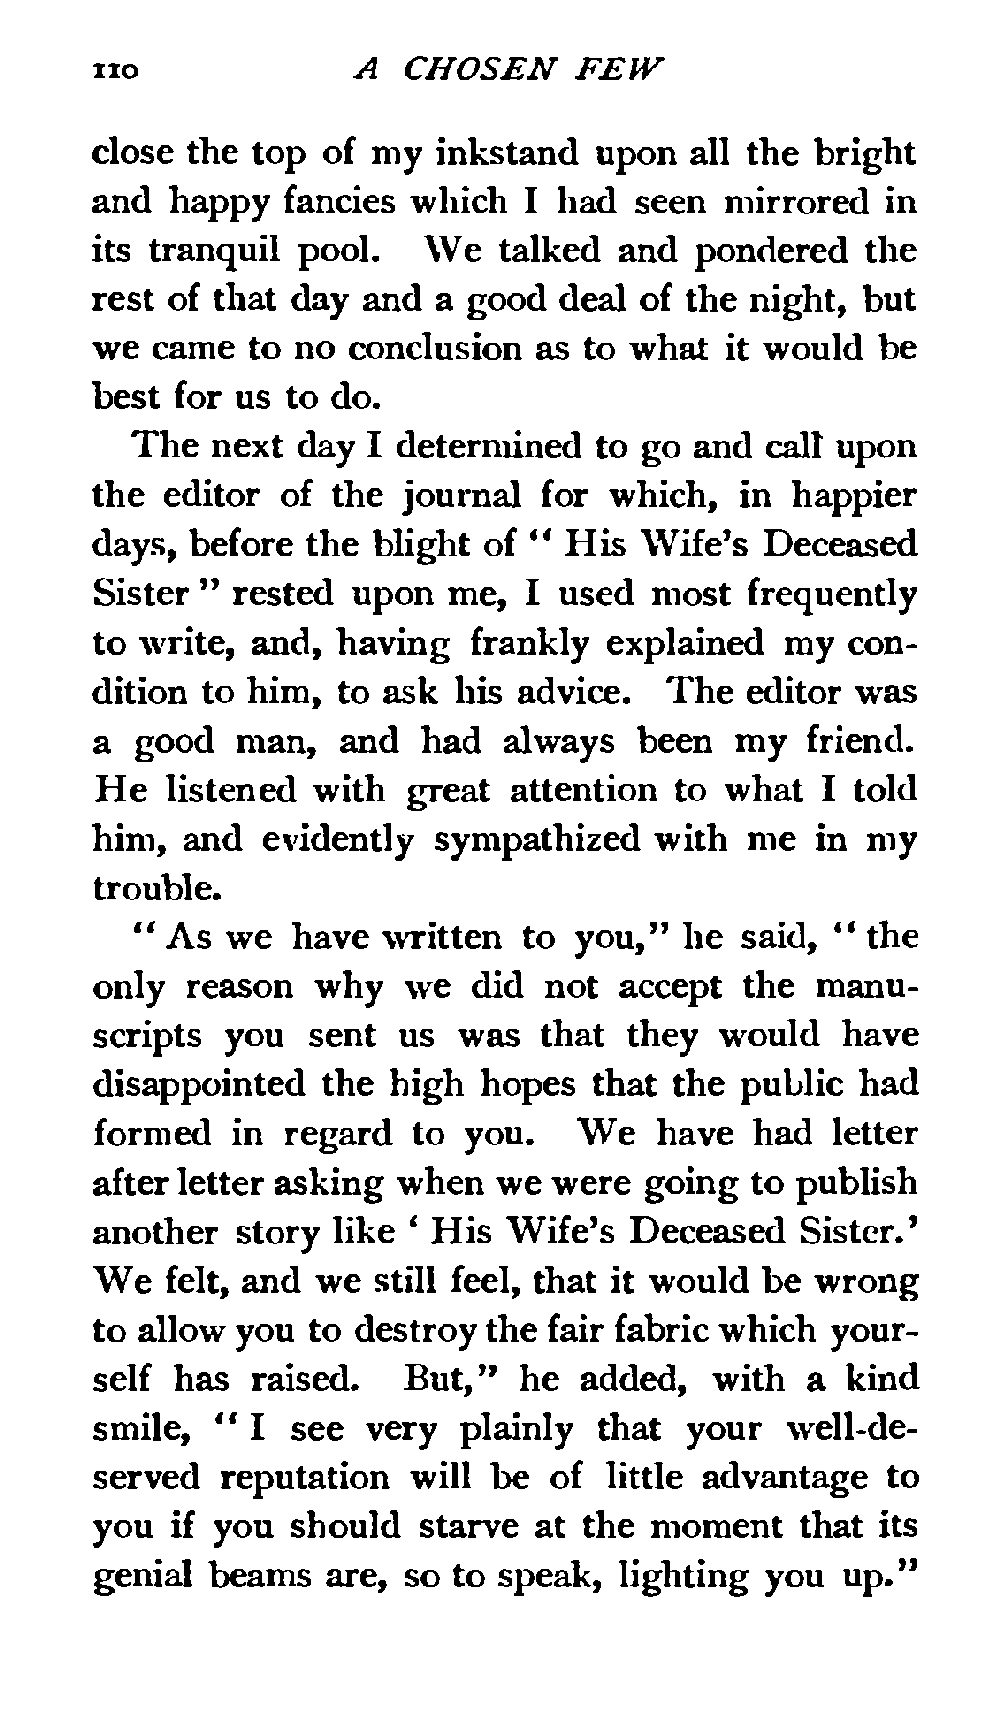 110 A CHOSEN FEW
close the top of my inkstand upon all the bright
and happy fancies which I had seen mirrored in
its tranquil pool. We talked and pondered the
rest of that day and a good deal of the night, but
we came to no conclusion as to what it would be
best for us to do.
The next day I determined to go and call upon
the editor of the journal for which, in happier
days, before the blight of “ His Wife’s Deceased
Sister ” rested upon me, I used most frequently
to write, and, having frankly explained my con-
dition to him, to ask his advice. The editor was
a good man, and had always been my friend.
He listened with great attention to what I told
him, and evidently sympathized with me in my
trouble.
“ As we have written to you,” he said, “ the
only reason why we did not accept the manu-
scripts you sent us was that they would have
disappointed the high hopes that the public had
formed in regard to you. We have had letter
after letter asking when we were going to publish
another story like ‘ His Wife’s Deceased Sister.’
We felt, and we still feel, that it would be wrong
to allow you to destroy the fair fabric which your-
self has raised. But,” he added, with a kind
smile, “ I see very plainly that your well-de-
served reputation will be of little advantage to
you if you should starve at the moment that its
genial beams are, so to speak, lighting you up.”